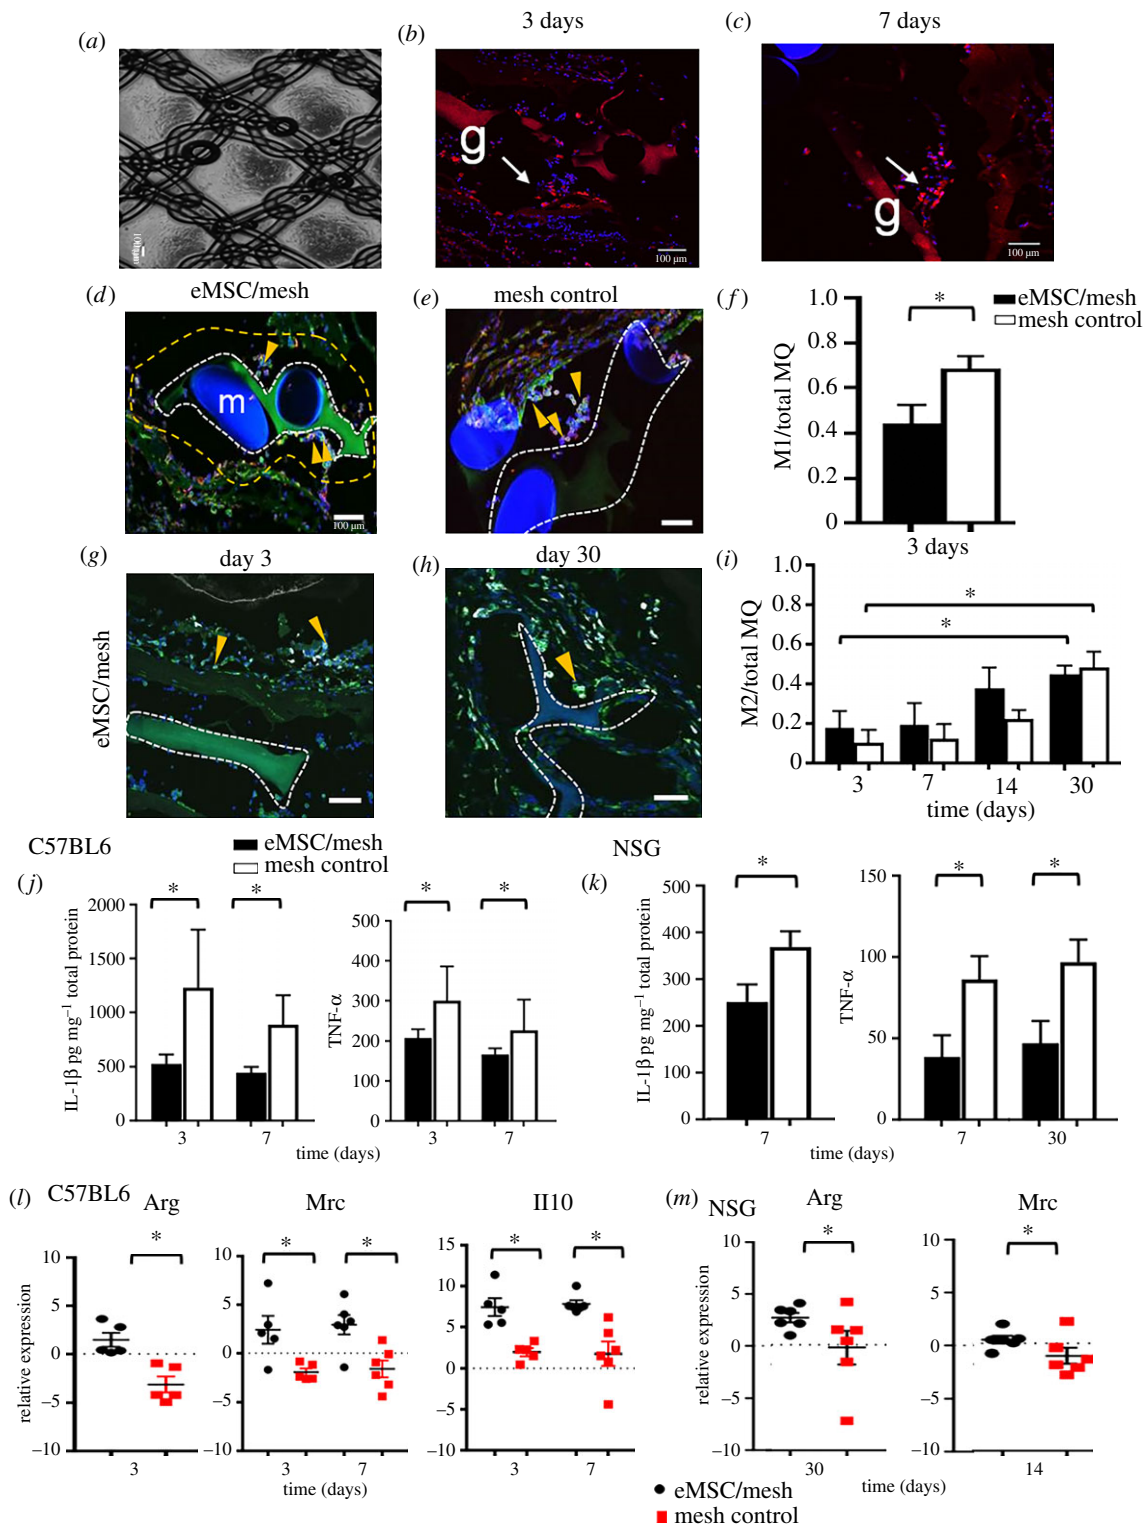 3 days
7 days
(a)
(b)
(c)
g
g
100 µm
100 µm
100 µm
(d)
eMSC/mesh
(e)
mesh control
(f)
m
100 µm
1.0
0.8
0.6
0.4
0.2
0
M1/total MQ
*
eMSC/mesh
mesh control
3 days
(g)
day 3
(h)
day 30
(i)
eMSC/mesh
1.0
0.8
0.6
0.4
0.2
0
M2/total MQ
*
*
3 7 14 30
time (days)
C57BL6
eMSC/mesh
mesh control
NSG
(j)
2000
1500
1000
500
0
IL-1β pg mg⁻¹ total protein
* *
3 7
500
400
300
200
100
0
TNF-α
* *
3 7
time (days)
(k)
500
400
300
200
100
0
IL-1β pg mg⁻¹ total protein
*
7
150
100
50
0
TNF-α
* *
7 30
time (days)
(l)
C57BL6
Arg
Mrc
II10
10
5
0
−5
−10
relative expression
*
3
10
5
0
−5
−10
* *
3 7
15
10
5
0
−5
−10
* *
3 7
time (days)
(m)
NSG
Arg
Mrc
10
5
0
−5
−10
relative expression
*
30
10
5
0
−5
−10
*
14
time (days)
eMSC/mesh
mesh control